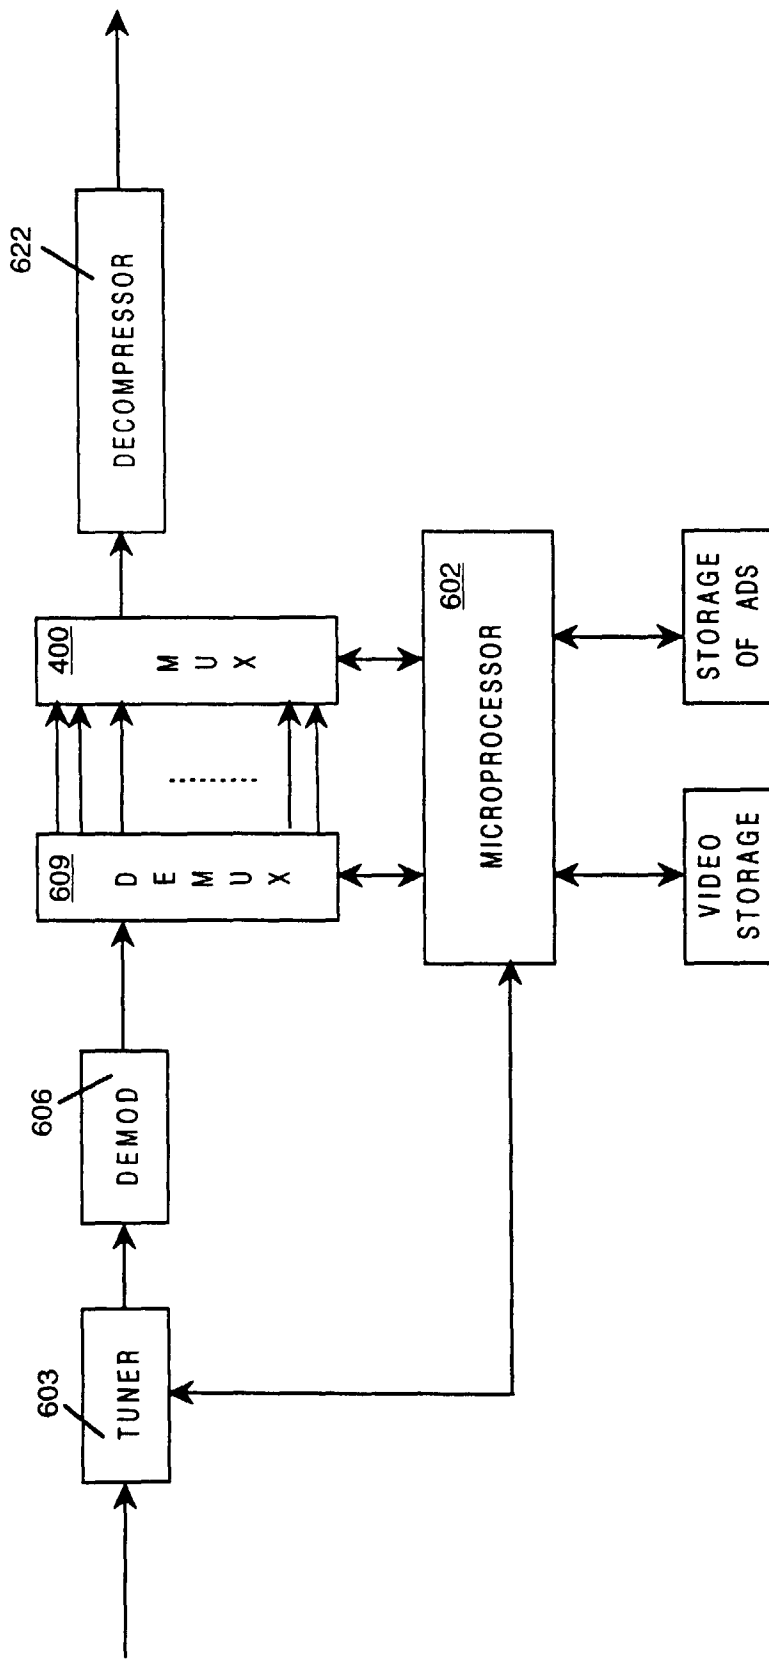 603
TUNER
606
DEMOD
609
DEMUX
400
MUX
622
DECOMPRESSOR
602
MICROPROCESSOR
VIDEO
STORAGE
STORAGE
OF ADS